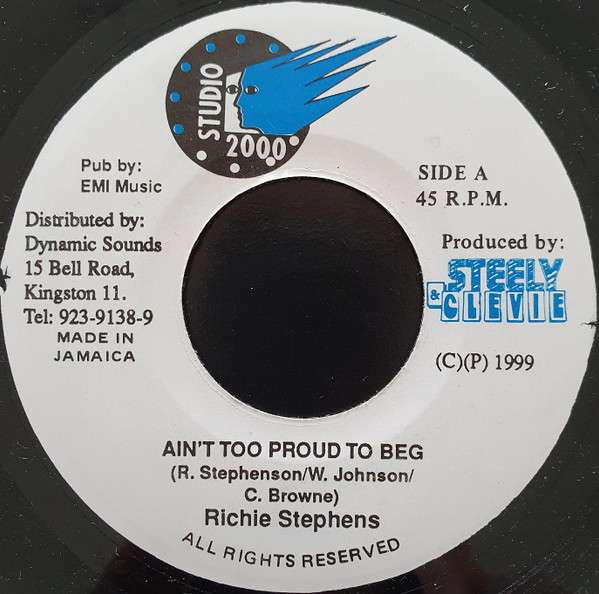 STUDIO
2000
Pub by:
EMI Music
SIDE A
45 R.P.M.
Distributed by:
Dynamic Sounds
15 Bell Road,
Kingston 11.
Tel: 923-9138-9
MADE IN
JAMAICA
Produced by:
STEELY
& CLEVIE
(C)(P) 1999
AIN'T TOO PROUD TO BEG
(R. Stephenson/W. Johnson/
C. Browne)
Richie Stephens
ALL RIGHTS RESERVED